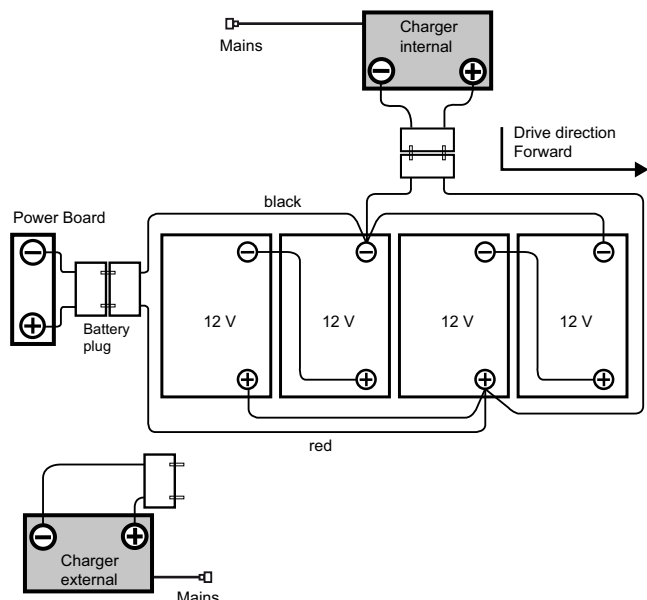 Charger
internal
Mains
Drive direction
Forward
black
Power Board
12 V
12 V
12 V
12 V
Battery
plug
red
Charger
external
Mains